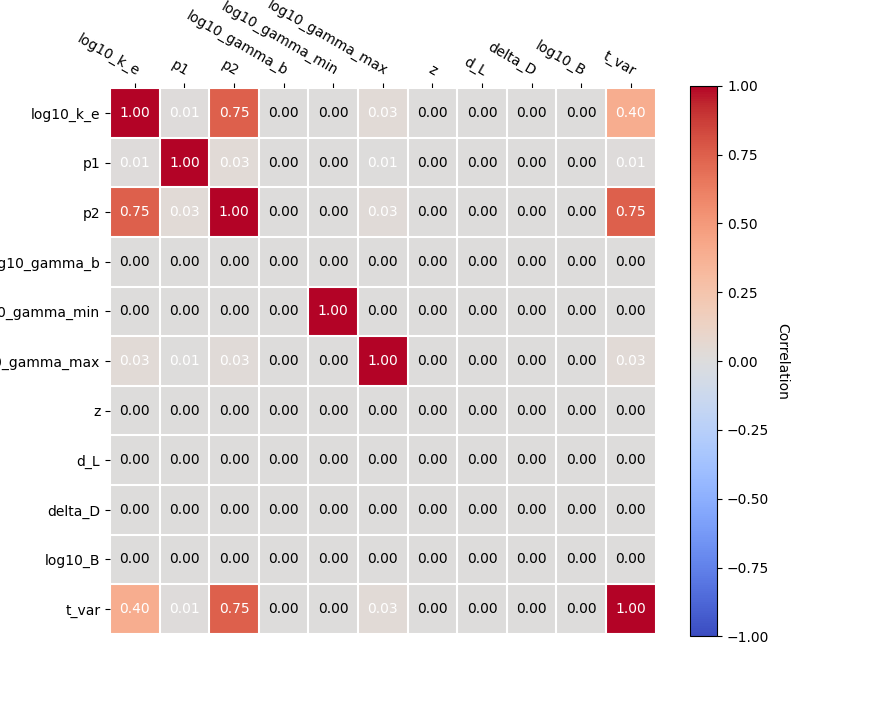 log10_k_e
p1
p2
log10_gamma_b
log10_gamma_min
log10_gamma_max
z
d_L
delta_D
log10_B
t_var
log10_k_e 1.00 0.01 0.75 0.00 0.00 0.03 0.00 0.00 0.00 0.00 0.40
p1 0.01 1.00 0.03 0.00 0.00 0.01 0.00 0.00 0.00 0.00 0.01
p2 0.75 0.03 1.00 0.00 0.00 0.03 0.00 0.00 0.00 0.00 0.75
g10_gamma_b 0.00 0.00 0.00 0.00 0.00 0.00 0.00 0.00 0.00 0.00 0.00
0_gamma_min 0.00 0.00 0.00 0.00 1.00 0.00 0.00 0.00 0.00 0.00 0.00
_gamma_max 0.03 0.01 0.03 0.00 0.00 1.00 0.00 0.00 0.00 0.00 0.03
z 0.00 0.00 0.00 0.00 0.00 0.00 0.00 0.00 0.00 0.00 0.00
d_L 0.00 0.00 0.00 0.00 0.00 0.00 0.00 0.00 0.00 0.00 0.00
delta_D 0.00 0.00 0.00 0.00 0.00 0.00 0.00 0.00 0.00 0.00 0.00
log10_B 0.00 0.00 0.00 0.00 0.00 0.00 0.00 0.00 0.00 0.00 0.00
t_var 0.40 0.01 0.75 0.00 0.00 0.03 0.00 0.00 0.00 0.00 1.00
1.00
0.75
0.50
0.25
0.00
−0.25
−0.50
−0.75
−1.00
Correlation